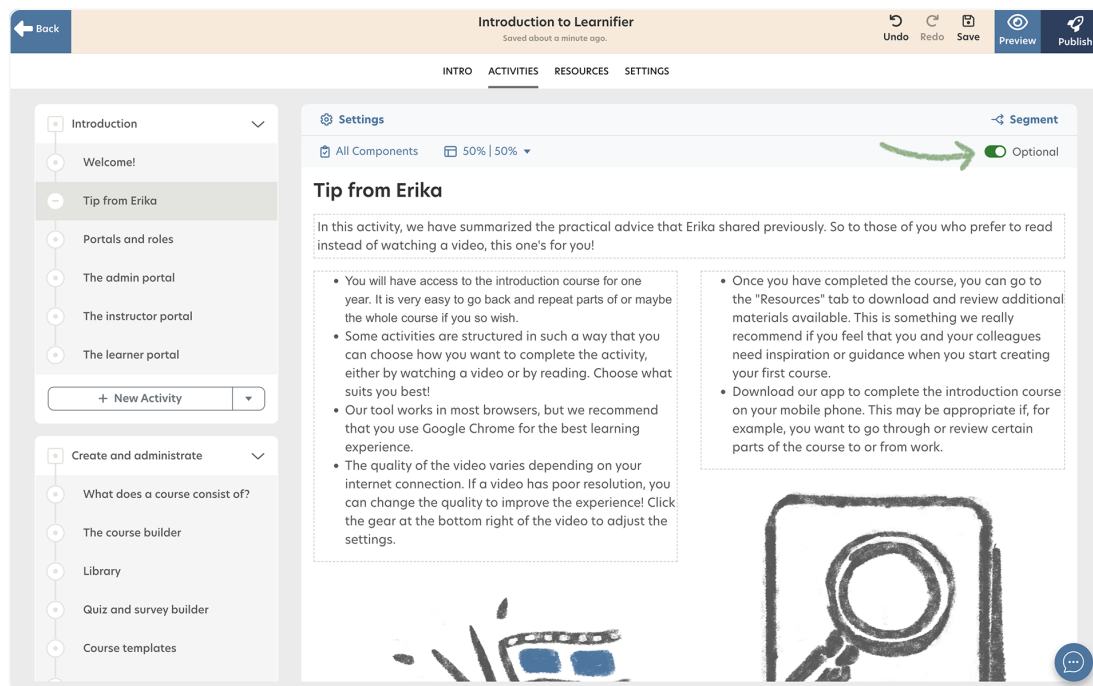 Back
Introduction to Learnifier
Saved about a minute ago.
Undo
Redo
Save
Preview
Publish
INTRO
ACTIVITIES
RESOURCES
SETTINGS
Introduction
Welcome!
Tip from Erika
Portals and roles
The admin portal
The instructor portal
The learner portal
+ New Activity
Create and administrate
What does a course consist of?
The course builder
Library
Quiz and survey builder
Course templates
Settings
Segment
All Components
50% | 50%
Optional
Tip from Erika
In this activity, we have summarized the practical advice that Erika shared previously. So to those of you who prefer to read
instead of watching a video, this one's for you!
• You will have access to the introduction course for one
year. It is very easy to go back and repeat parts of or maybe
the whole course if you so wish.
• Some activities are structured in such a way that you
can choose how you want to complete the activity,
either by watching a video or by reading. Choose what
suits you best!
• Our tool works in most browsers, but we recommend
that you use Google Chrome for the best learning
experience.
• The quality of the video varies depending on your
internet connection. If a video has poor resolution, you
can change the quality to improve the experience! Click
the gear at the bottom right of the video to adjust the
settings.
• Once you have completed the course, you can go to
the "Resources" tab to download and review additional
materials available. This is something we really
recommend if you feel that you and your colleagues
need inspiration or guidance when you start creating
your first course.
• Download our app to complete the introduction course
on your mobile phone. This may be appropriate if, for
example, you want to go through or review certain
parts of the course to or from work.